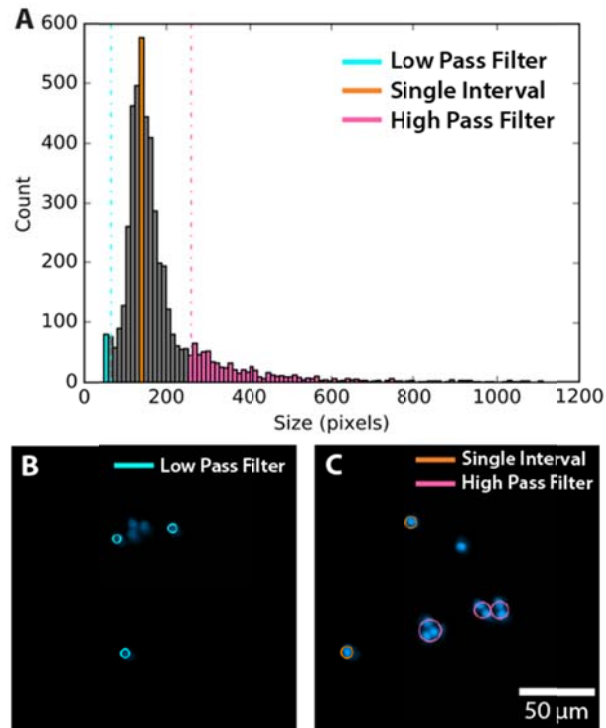 A
600
500
400
300
200
100
0
Count
Low Pass Filter
Single Interval
High Pass Filter
0 200 400 600 800 1000 1200
Size (pixels)
B
Low Pass Filter
C
Single Interval
High Pass Filter
50 µm